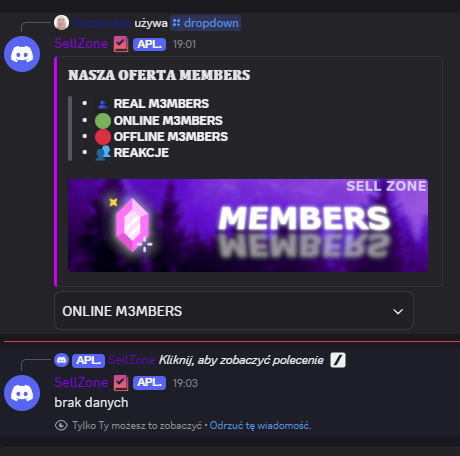 używa dropdown
SellZone APL. 19:01
NASZA OFERTA MEMBERS
• REAL M3MBERS
• ONLINE M3MBERS
• OFFLINE M3MBERS
• REAKCJE
SELL ZONE
MEMBERS
ONLINE M3MBERS
APL. SellZone Kliknij, aby zobaczyć polecenie
SellZone APL. 19:03
brak danych
Tylko Ty możesz to zobaczyć • Odrzuć tę wiadomość.